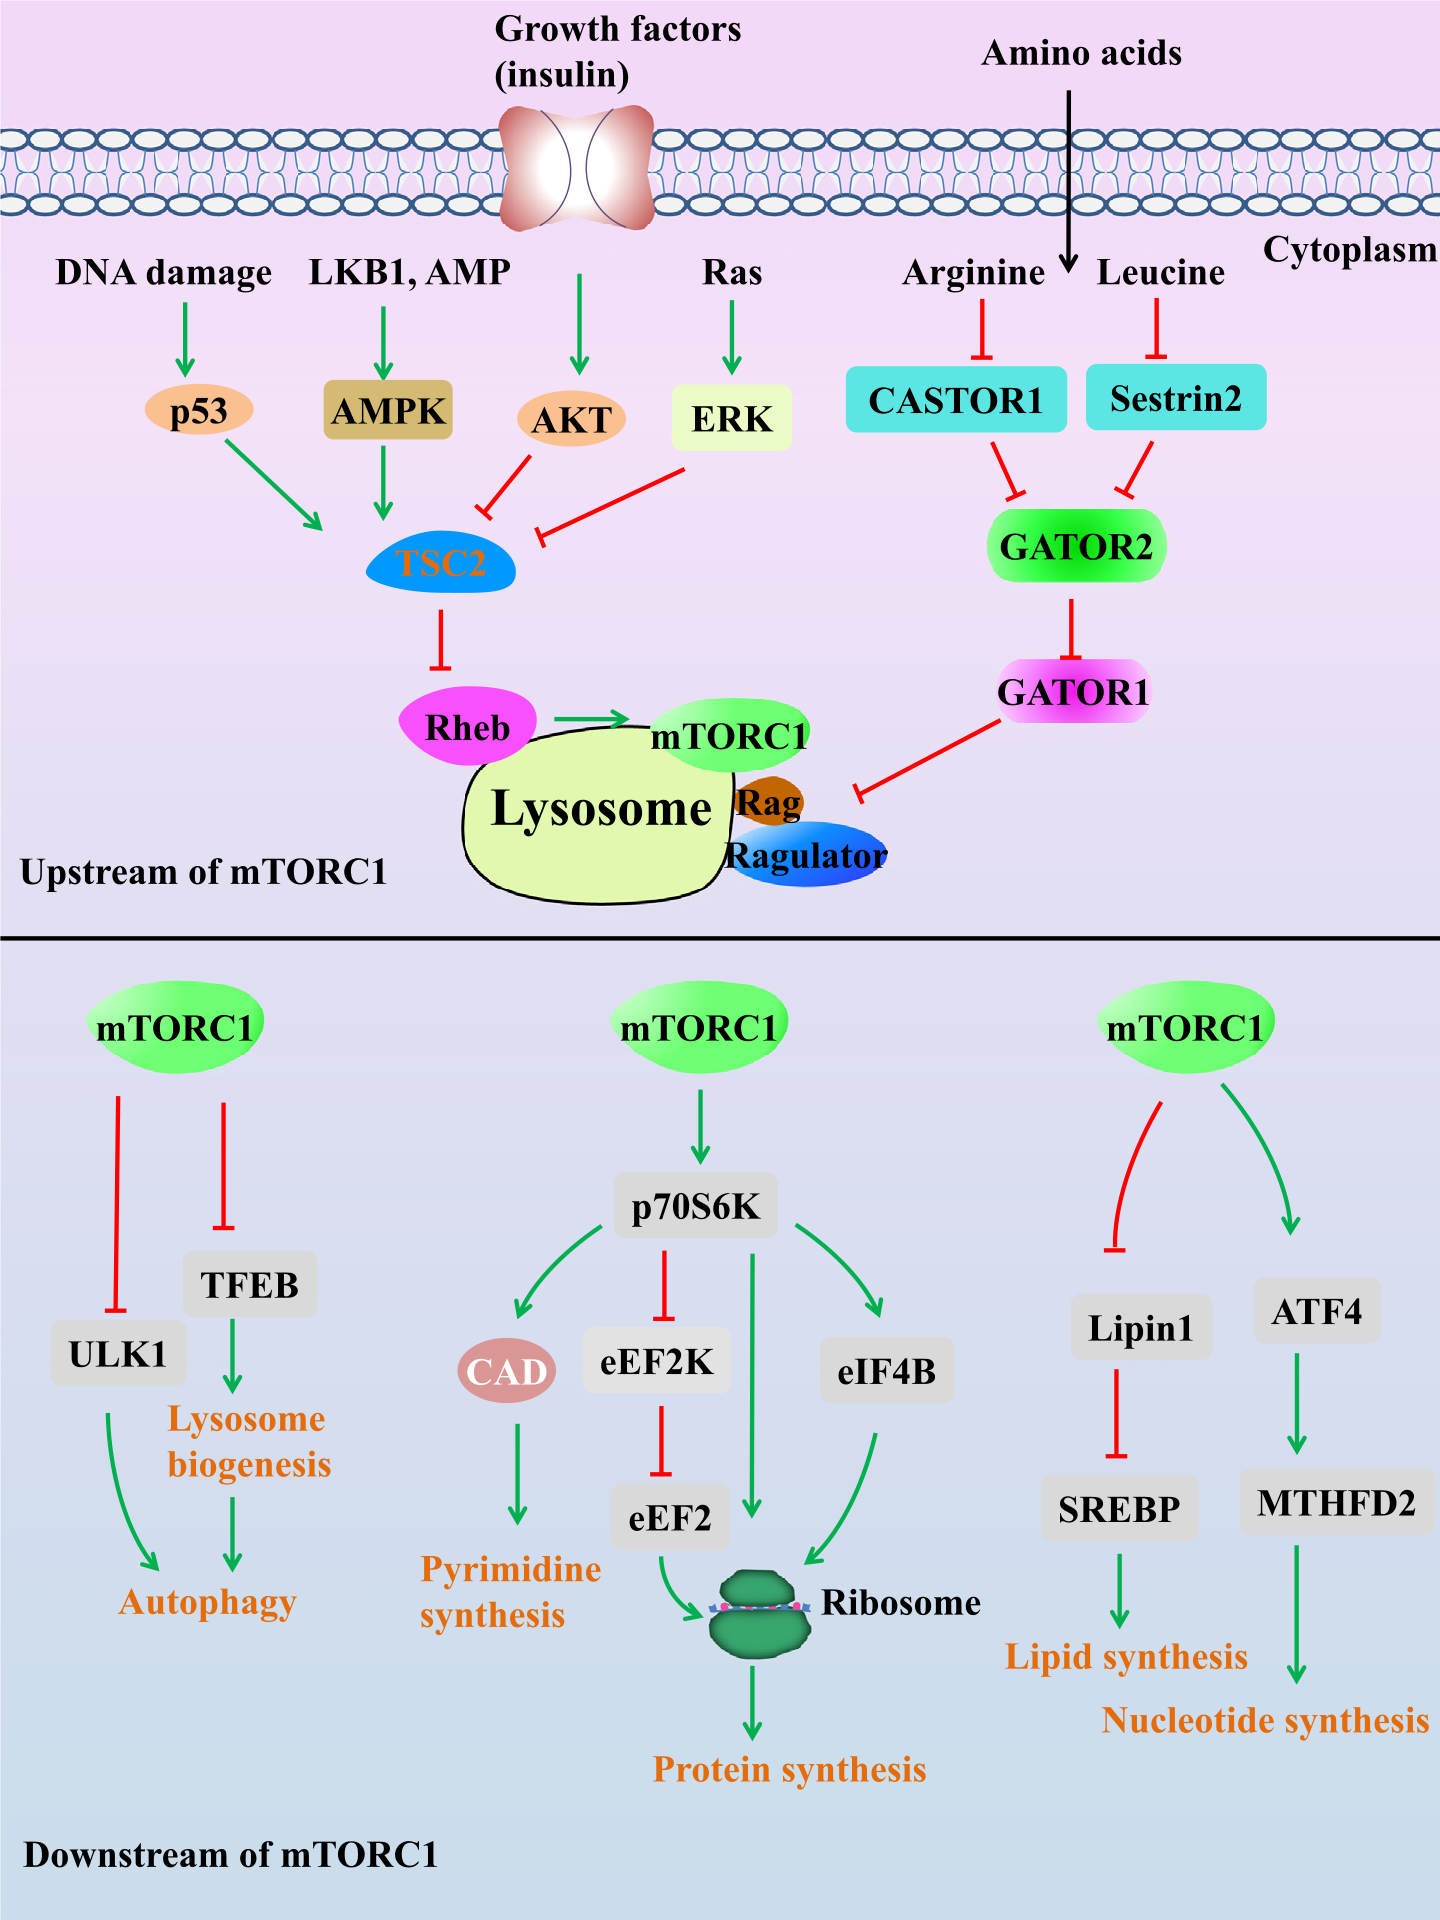 Growth factors
(insulin)
Amino acids
Cytoplasm
DNA damage
LKB1, AMP
Ras
Arginine
Leucine
p53
AMPK
AKT
ERK
CASTOR1
Sestrin2
TSC2
GATOR2
GATOR1
Rheb
mTORC1
Lysosome
Rag
Ragulator
Upstream of mTORC1
mTORC1
mTORC1
mTORC1
p70S6K
TFEB
ULK1
Lysosome
biogenesis
Autophagy
CAD
eEF2K
eIF4B
eEF2
Pyrimidine
synthesis
Ribosome
Protein synthesis
Lipin1
ATF4
SREBP
MTHFD2
Lipid synthesis
Nucleotide synthesis
Downstream of mTORC1